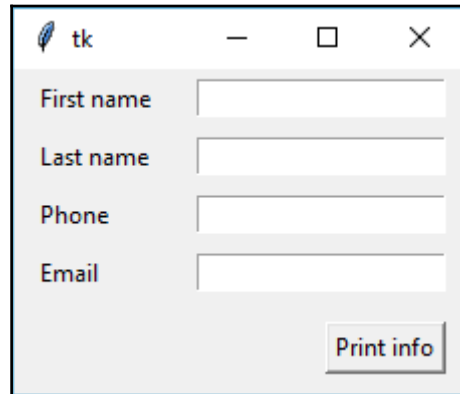 tk
First name
Last name
Phone
Email
Print info